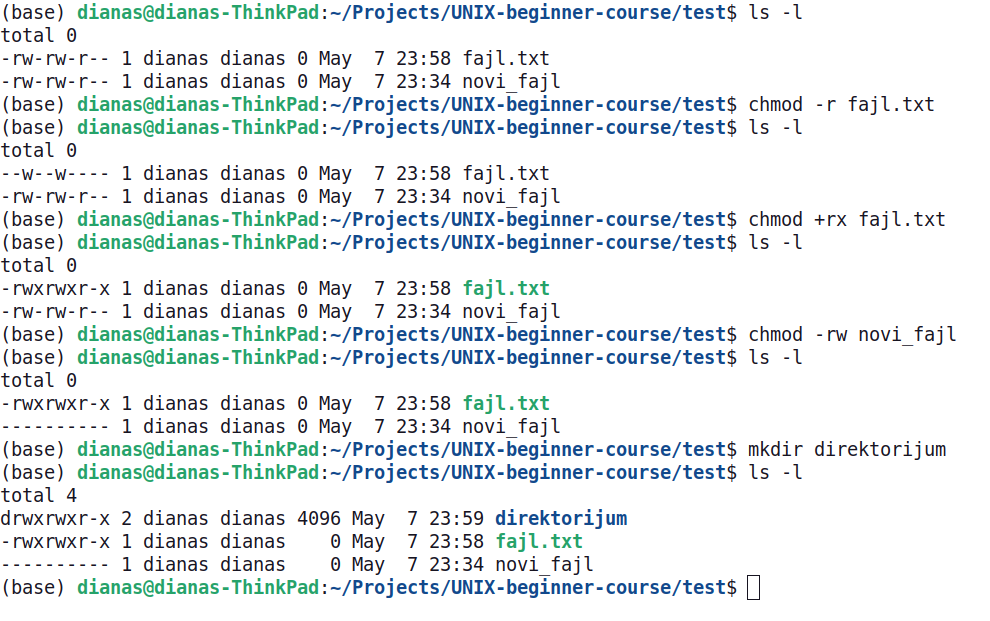 (base) dianas@dianas-ThinkPad:~/Projects/UNIX-beginner-course/test$ ls -l
total 0
-rw-rw-r-- 1 dianas dianas 0 May  7 23:58 fajl.txt
-rw-rw-r-- 1 dianas dianas 0 May  7 23:34 novi_fajl
(base) dianas@dianas-ThinkPad:~/Projects/UNIX-beginner-course/test$ chmod -r fajl.txt
(base) dianas@dianas-ThinkPad:~/Projects/UNIX-beginner-course/test$ ls -l
total 0
--w--w---- 1 dianas dianas 0 May  7 23:58 fajl.txt
-rw-rw-r-- 1 dianas dianas 0 May  7 23:34 novi_fajl
(base) dianas@dianas-ThinkPad:~/Projects/UNIX-beginner-course/test$ chmod +rx fajl.txt
(base) dianas@dianas-ThinkPad:~/Projects/UNIX-beginner-course/test$ ls -l
total 0
-rwxrwxr-x 1 dianas dianas 0 May  7 23:58 fajl.txt
-rw-rw-r-- 1 dianas dianas 0 May  7 23:34 novi_fajl
(base) dianas@dianas-ThinkPad:~/Projects/UNIX-beginner-course/test$ chmod -rw novi_fajl
(base) dianas@dianas-ThinkPad:~/Projects/UNIX-beginner-course/test$ ls -l
total 0
-rwxrwxr-x 1 dianas dianas 0 May  7 23:58 fajl.txt
---------- 1 dianas dianas 0 May  7 23:34 novi_fajl
(base) dianas@dianas-ThinkPad:~/Projects/UNIX-beginner-course/test$ mkdir direktorijum
(base) dianas@dianas-ThinkPad:~/Projects/UNIX-beginner-course/test$ ls -l
total 4
drwxrwxr-x 2 dianas dianas 4096 May  7 23:59 direktorijum
-rwxrwxr-x 1 dianas dianas    0 May  7 23:58 fajl.txt
---------- 1 dianas dianas    0 May  7 23:34 novi_fajl
(base) dianas@dianas-ThinkPad:~/Projects/UNIX-beginner-course/test$